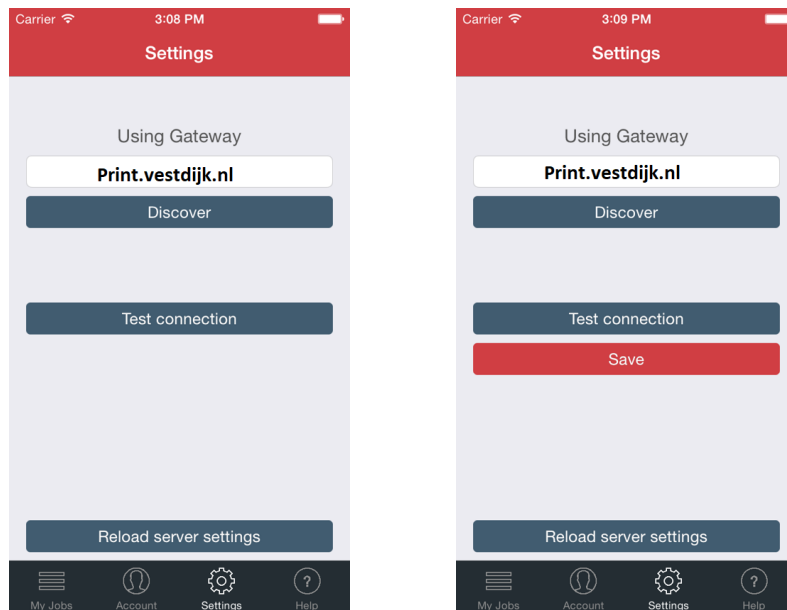 Carrier 3:08 PM
Settings
Using Gateway
Print.vestdijk.nl
Discover
Test connection
Reload server settings
My Jobs Account Settings Help
Carrier 3:09 PM
Settings
Using Gateway
Print.vestdijk.nl
Discover
Test connection
Save
Reload server settings
My Jobs Account Settings Help